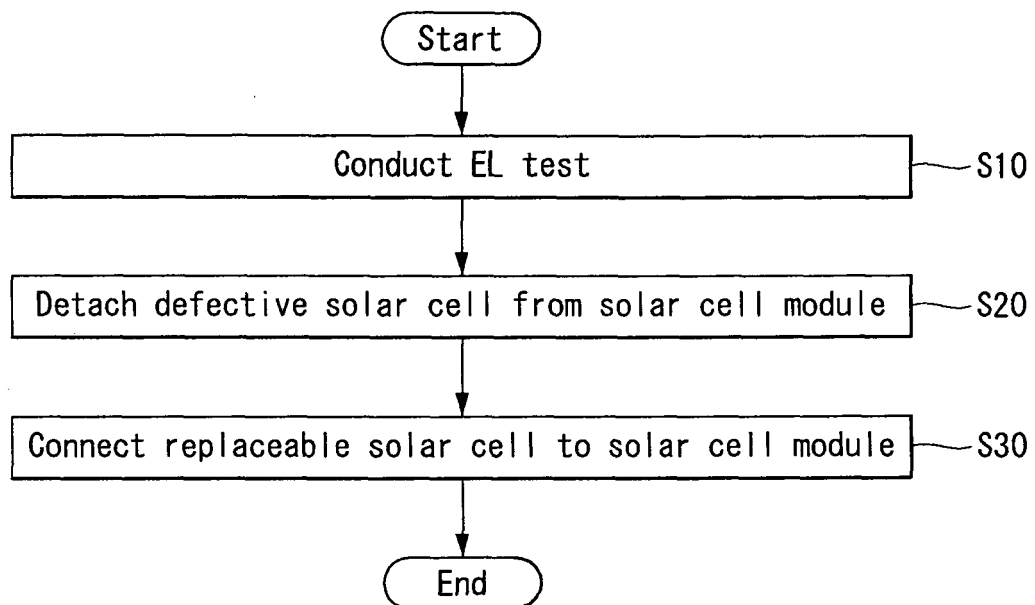 Start
Conduct EL test
S10
Detach defective solar cell from solar cell module
S20
Connect replaceable solar cell to solar cell module
S30
End